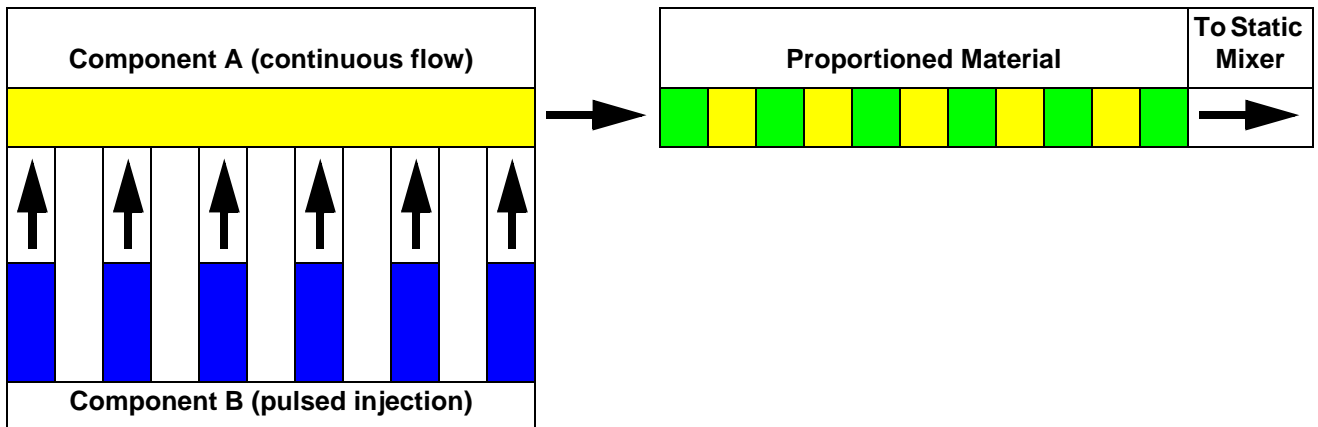 Component A (continuous flow)
Proportioned Material
To Static
Mixer
Component B (pulsed injection)